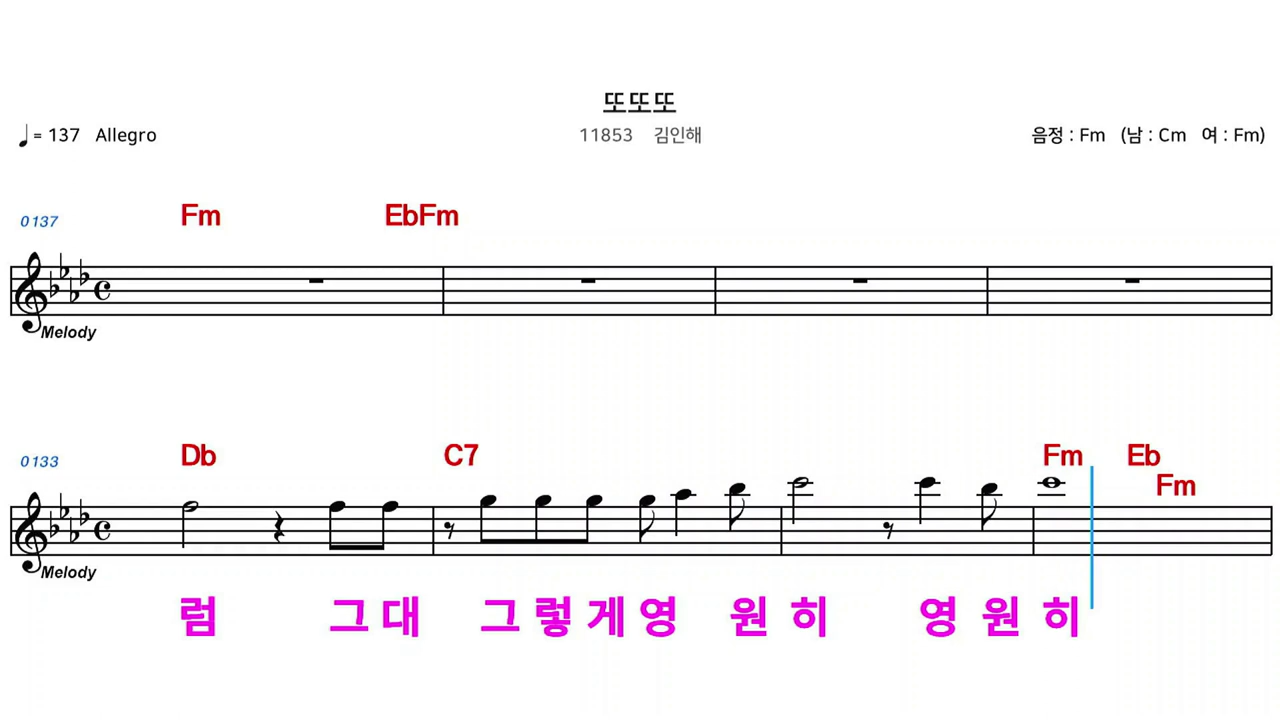 또또또
♩= 137 Allegro
11853 김인해
음정 : Fm (남 : Cm 여 : Fm)
0137
Fm EbFm
Melody
0133
Db C7 Fm Eb
Fm
Melody
럼 그대 그렇게영 원히 영원히